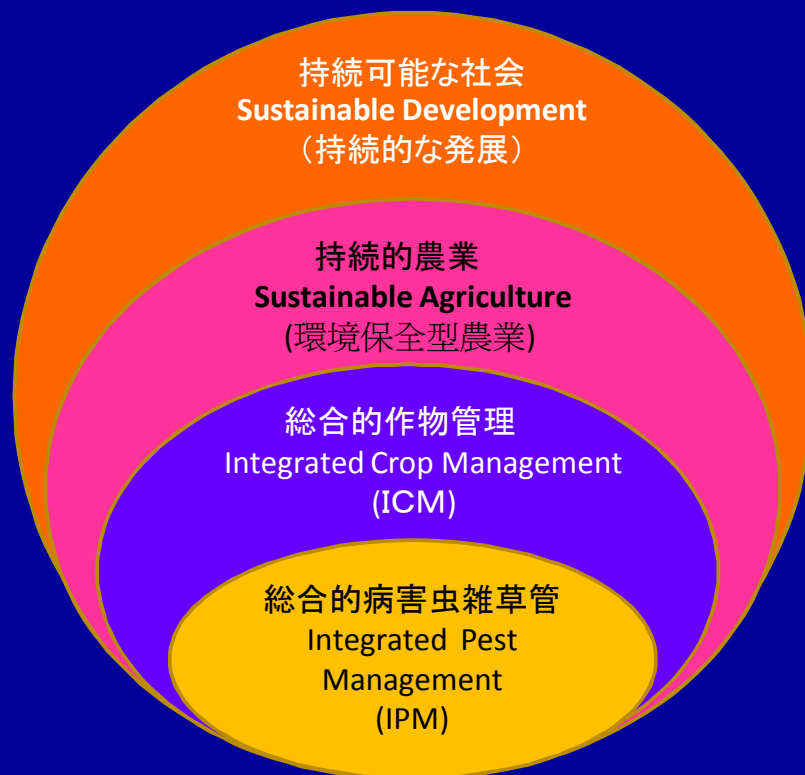 持続可能な社会
Sustainable Development
（持続的な発展）
持続的農業
Sustainable Agriculture
(環境保全型農業)
総合的作物管理
Integrated Crop Management
(ICM)
総合的病害虫雑草管
Integrated Pest
Management
(IPM)